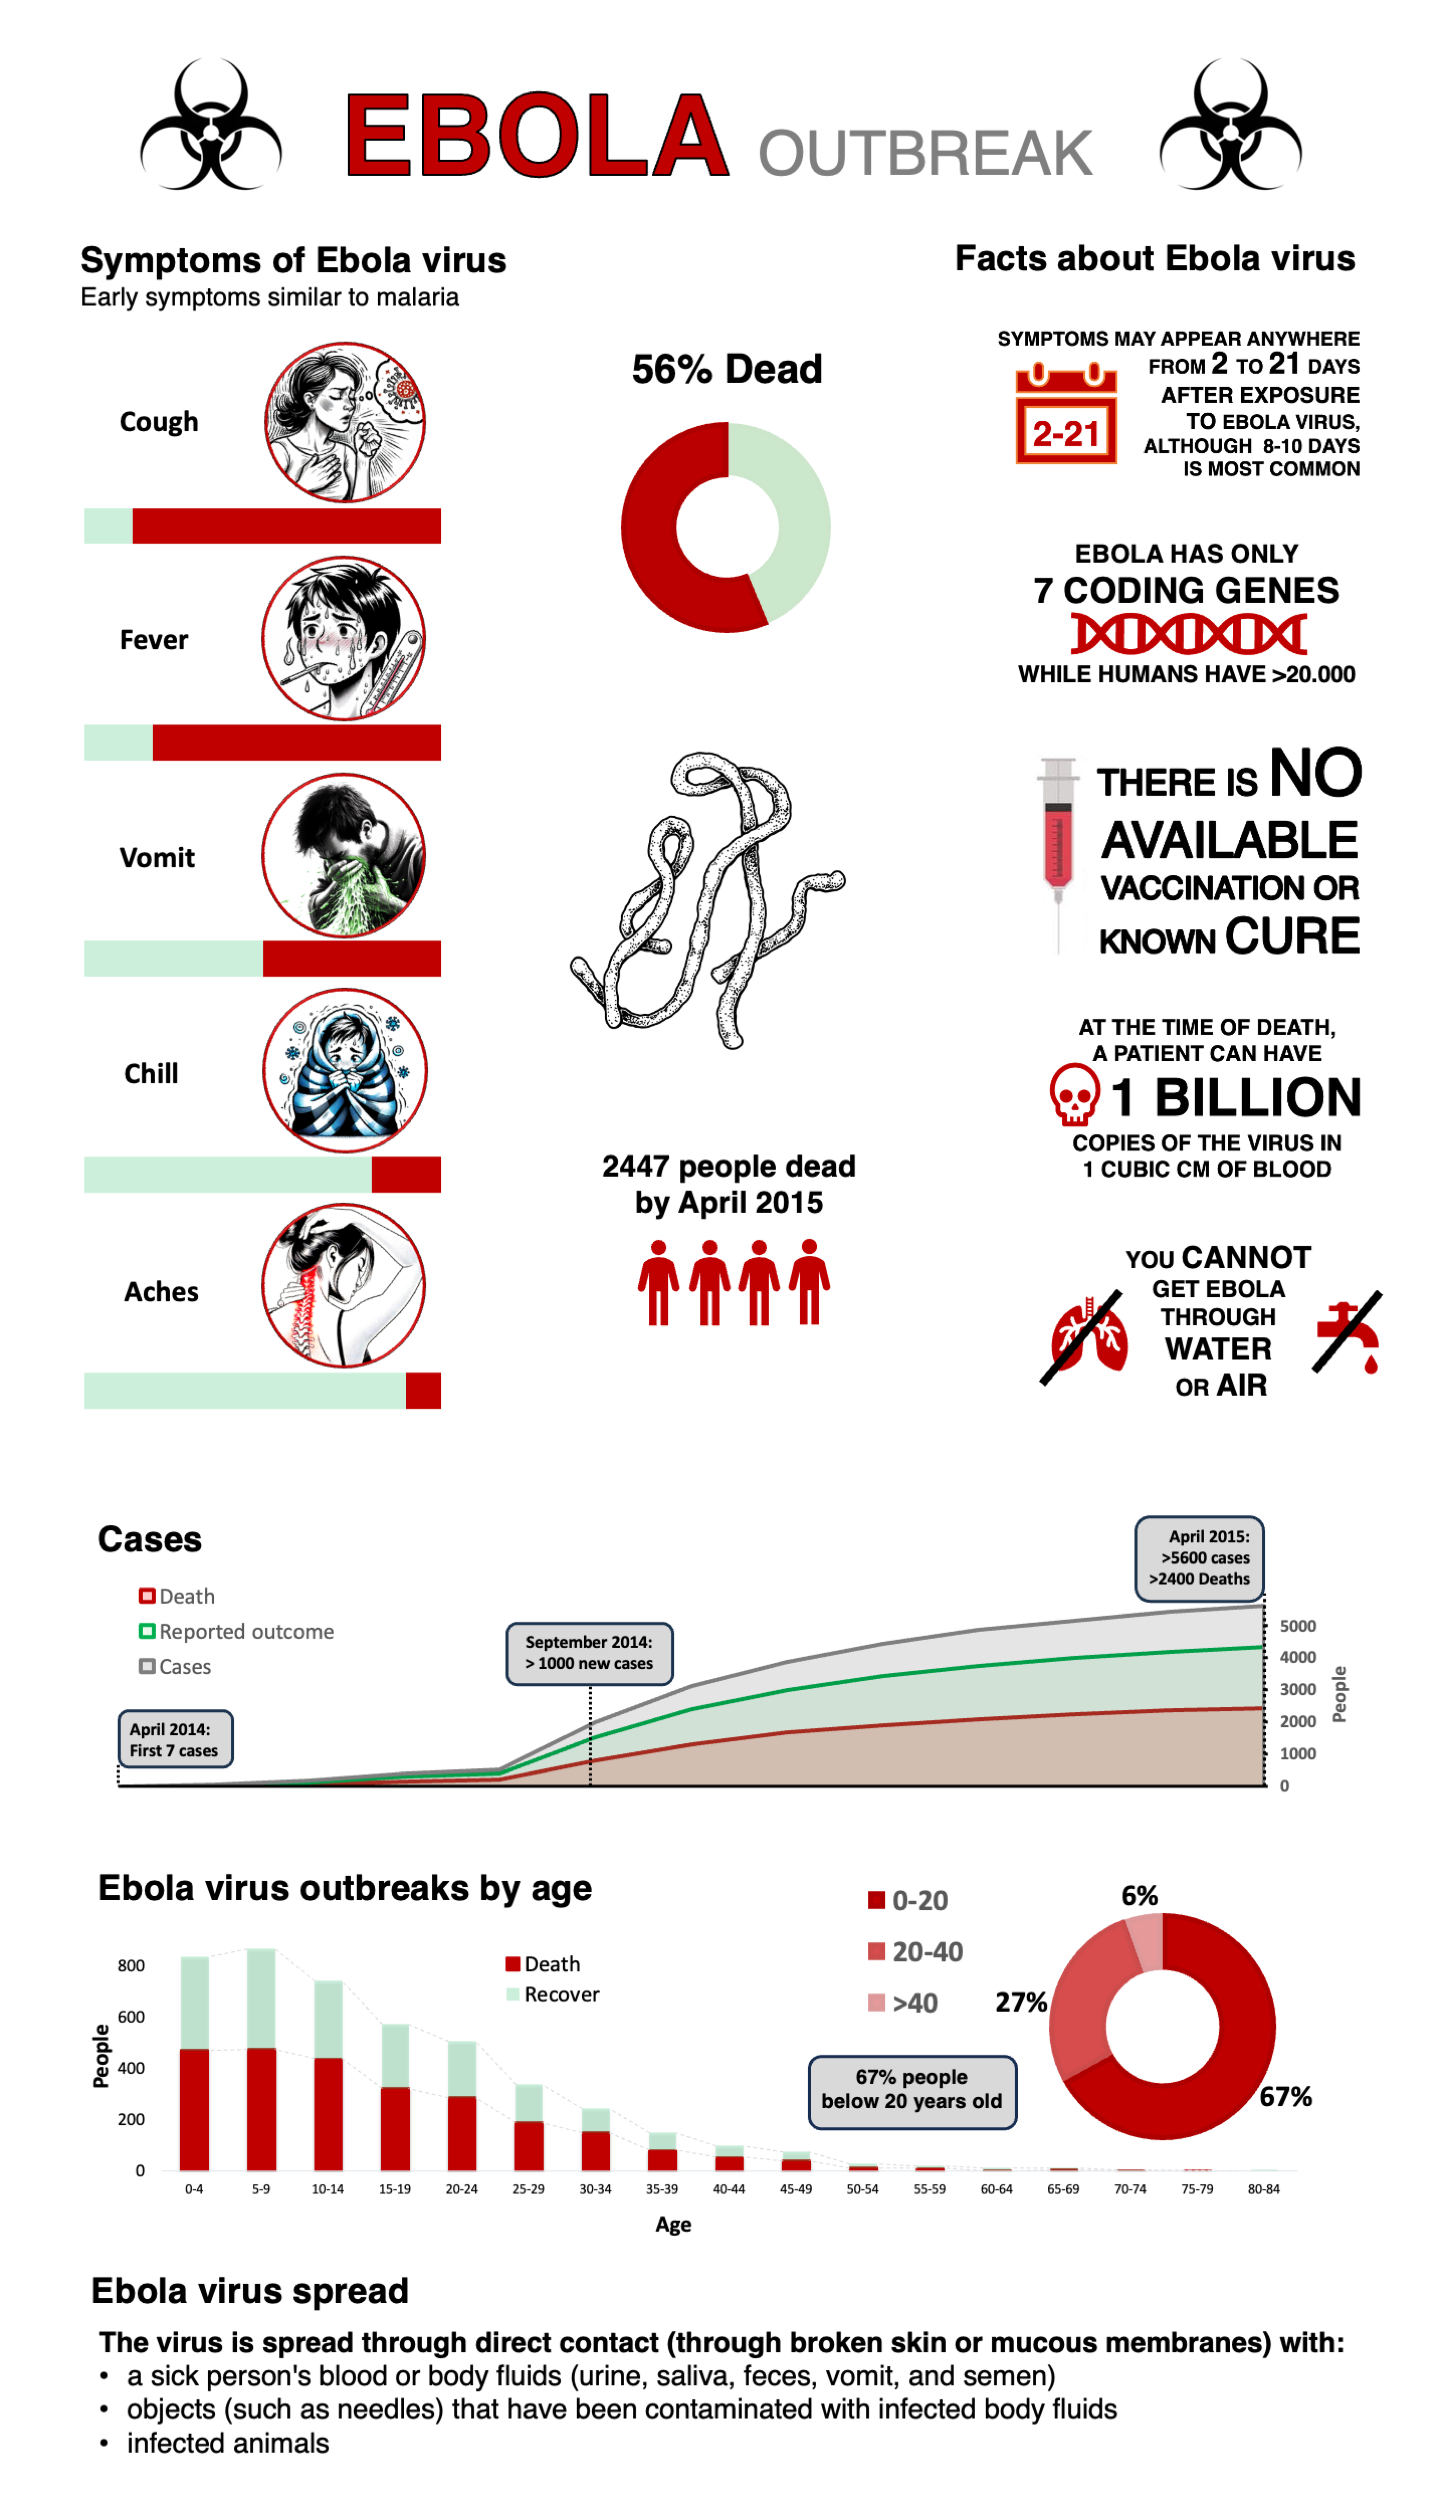 EBOLA OUTBREAK
Symptoms of Ebola virus
Early symptoms similar to malaria
Cough
Fever
Vomit
Chill
Aches
56% Dead
2447 people dead
by April 2015
Facts about Ebola virus
SYMPTOMS MAY APPEAR ANYWHERE
FROM 2 TO 21 DAYS
AFTER EXPOSURE
TO EBOLA VIRUS,
ALTHOUGH 8-10 DAYS
IS MOST COMMON
2-21
EBOLA HAS ONLY
7 CODING GENES
WHILE HUMANS HAVE >20.000
THERE IS NO
AVAILABLE
VACCINATION OR
KNOWN CURE
AT THE TIME OF DEATH,
A PATIENT CAN HAVE
1 BILLION
COPIES OF THE VIRUS IN
1 CUBIC CM OF BLOOD
YOU CANNOT
GET EBOLA
THROUGH
WATER
OR AIR
Cases
Death
Reported outcome
Cases
April 2014:
First 7 cases
September 2014:
> 1000 new cases
April 2015:
>5600 cases
>2400 Deaths
5000
4000
3000
2000
1000
0
People
Ebola virus outbreaks by age
800
600
400
200
0
People
Death
Recover
0-4 5-9 10-14 15-19 20-24 25-29 30-34 35-39 40-44 45-49 50-54 55-59 60-64 65-69 70-74 75-79 80-84
Age
0-20
20-40
>40
6%
27%
67%
67% people
below 20 years old
Ebola virus spread
The virus is spread through direct contact (through broken skin or mucous membranes) with:
• a sick person's blood or body fluids (urine, saliva, feces, vomit, and semen)
• objects (such as needles) that have been contaminated with infected body fluids
• infected animals